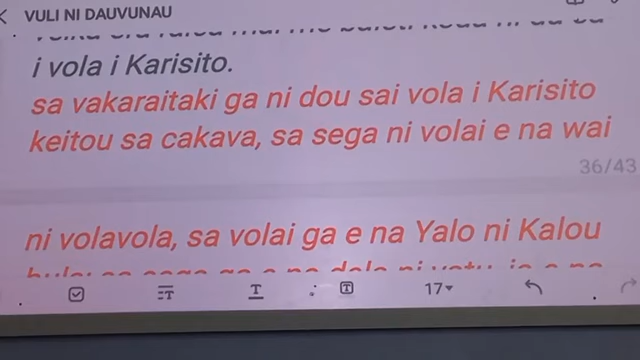 VULI NI DAUVUNAU
i vola i Karisito.
sa vakaraitaki ga ni dou sai vola i Karisito
keitou sa cakava, sa sega ni volai e na wai
36/43
ni volavola, sa volai ga e na Yalo ni Kalou
17